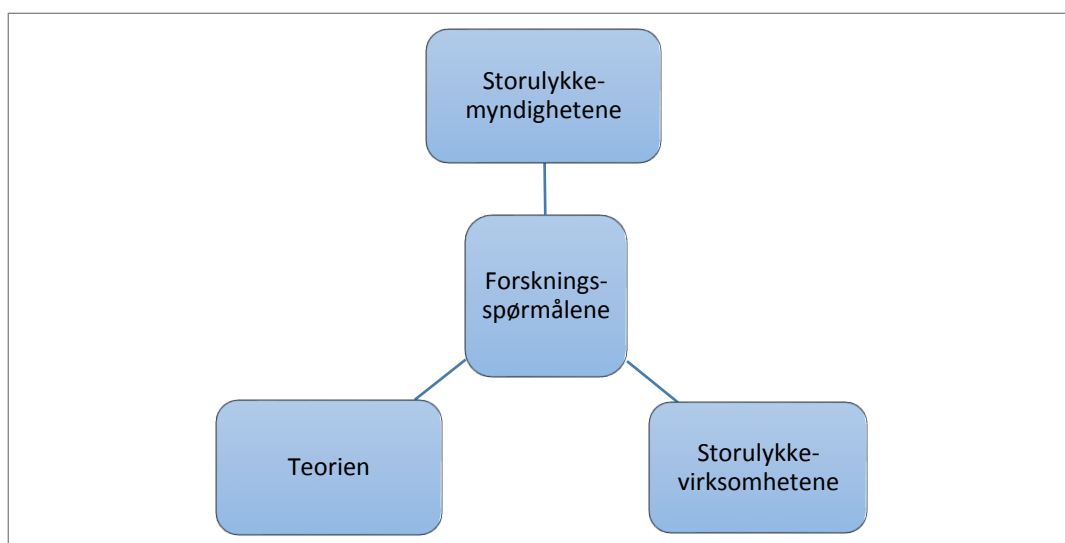 Storulykke-
myndighetene
Forsknings-
spørmålene
Teorien
Storulykke-
virksomhetene